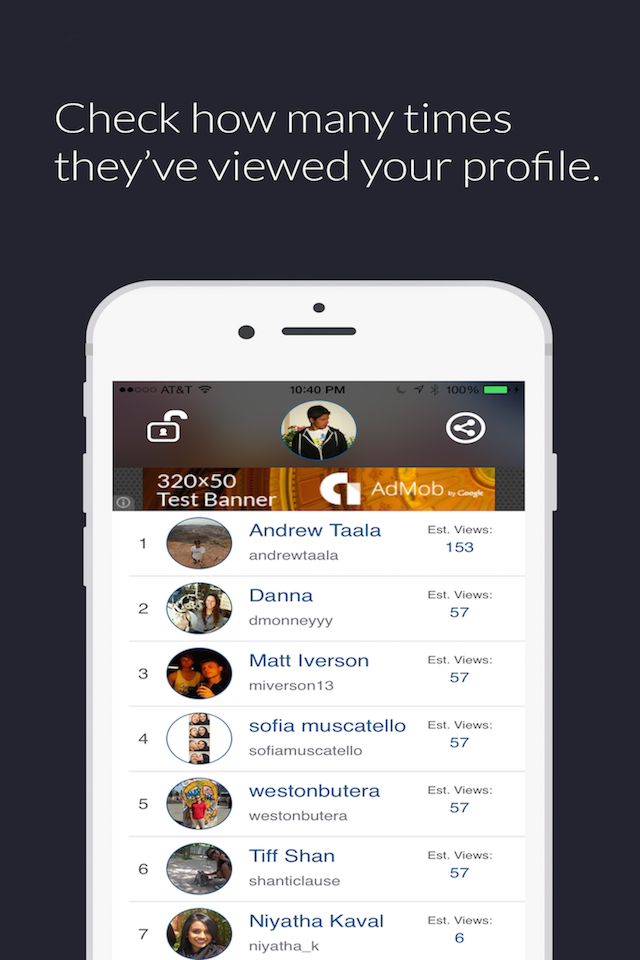 Check how many times
they’ve viewed your profile.
AT&T 10:40 PM 100%
320×50
Test Banner
AdMob by Google
1 Andrew Taala Est. Views:
andrewtaala 153
2 Danna Est. Views:
dmonneyyy 57
3 Matt Iverson Est. Views:
miverson13 57
4 sofia muscatello Est. Views:
sofiamuscatello 57
5 westonbutera Est. Views:
westonbutera 57
6 Tiff Shan Est. Views:
shanticlause 57
7 Niyatha Kaval Est. Views:
niyatha_k 6